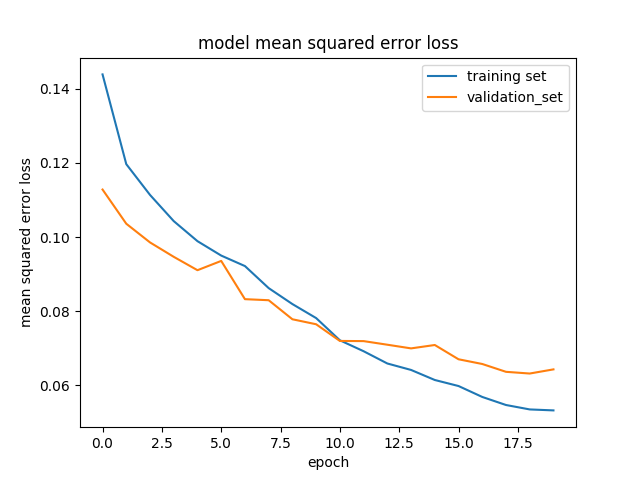 model mean squared error loss
training set
validation_set
0.14
0.12
0.10
0.08
0.06
mean squared error loss
0.0 2.5 5.0 7.5 10.0 12.5 15.0 17.5
epoch